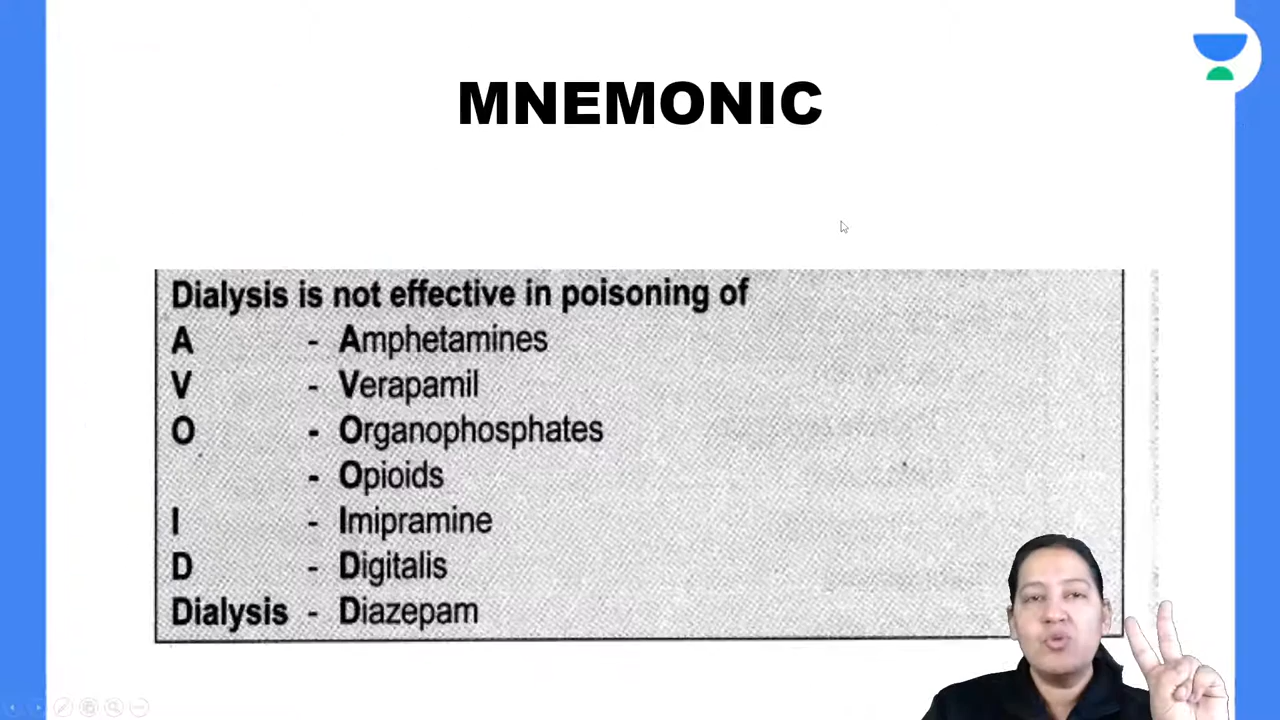 MNEMONIC
Dialysis is not effective in poisoning of
A - Amphetamines
V - Verapamil
O - Organophosphates
- Opioids
I - Imipramine
D - Digitalis
Dialysis - Diazepam